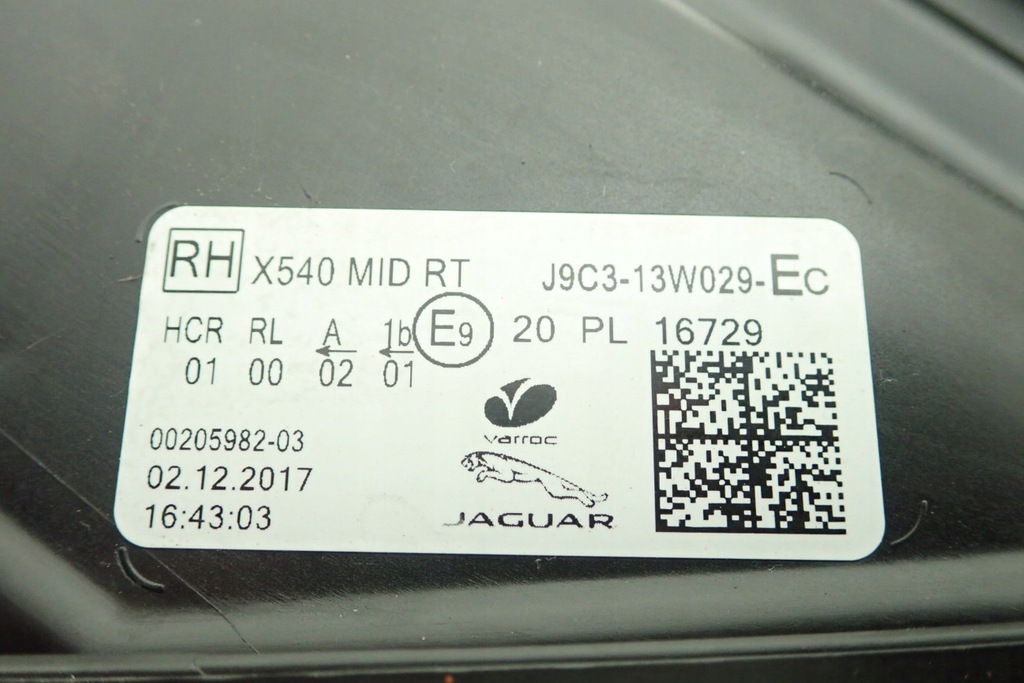 RH X540 MID RT J9C3-13W029-EC
HCR RL A 1b E9 20 PL 16729
01 00 02 01
varroc
00205982-03
02.12.2017
16:43:03
JAGUAR